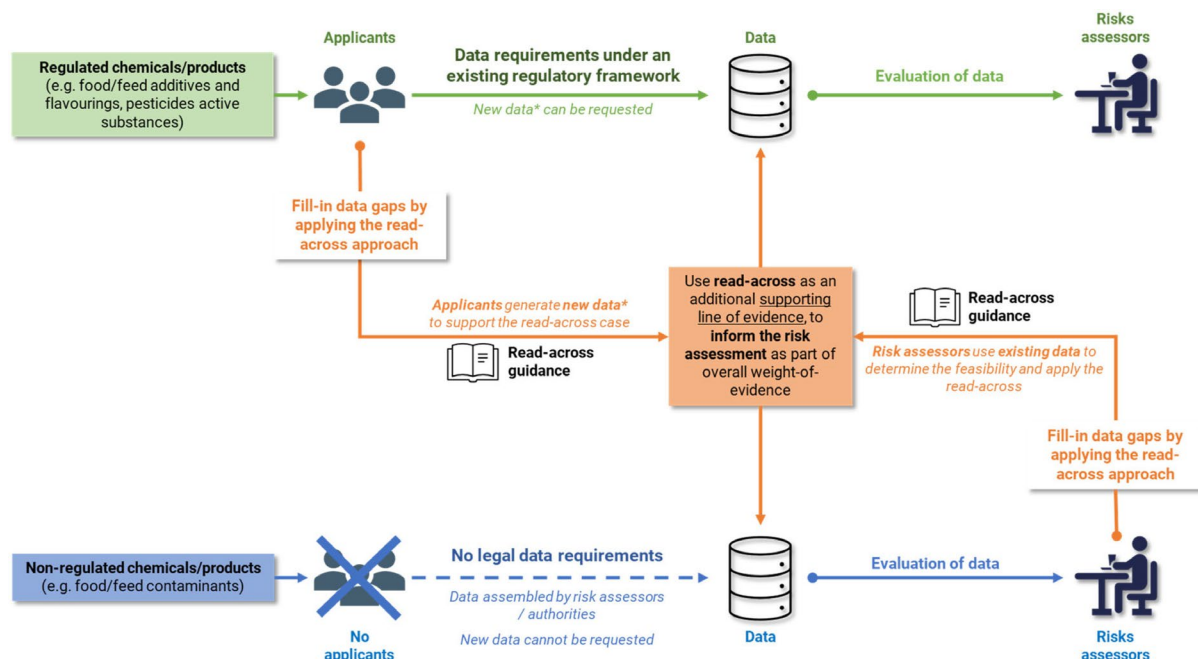 Applicants
Data requirements under an
existing regulatory framework
New data* can be requested
Data
Evaluation of data
Risks
assessors
Regulated chemicals/products
(e.g. food/feed additives and
flavourings, pesticides active
substances)
Fill-in data gaps by
applying the read-
across approach
Applicants generate new data*
to support the read-across case
Read-across
guidance
Use read-across as an
additional supporting
line of evidence, to
inform the risk
assessment as part of
overall weight-of-
evidence
Read-across
guidance
Risk assessors use existing data to
determine the feasibility and apply the
read-across
Fill-in data gaps by
applying the read-
across approach
Non-regulated chemicals/products
(e.g. food/feed contaminants)
No
applicants
No legal data requirements
Data assembled by risk assessors
/ authorities
New data cannot be requested
Data
Evaluation of data
Risks
assessors